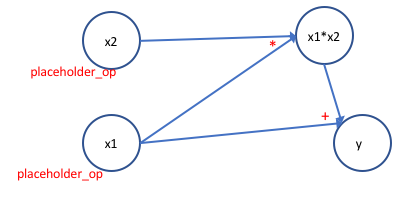 x2
x1*x2
*
placeholder_op
+
x1
y
placeholder_op